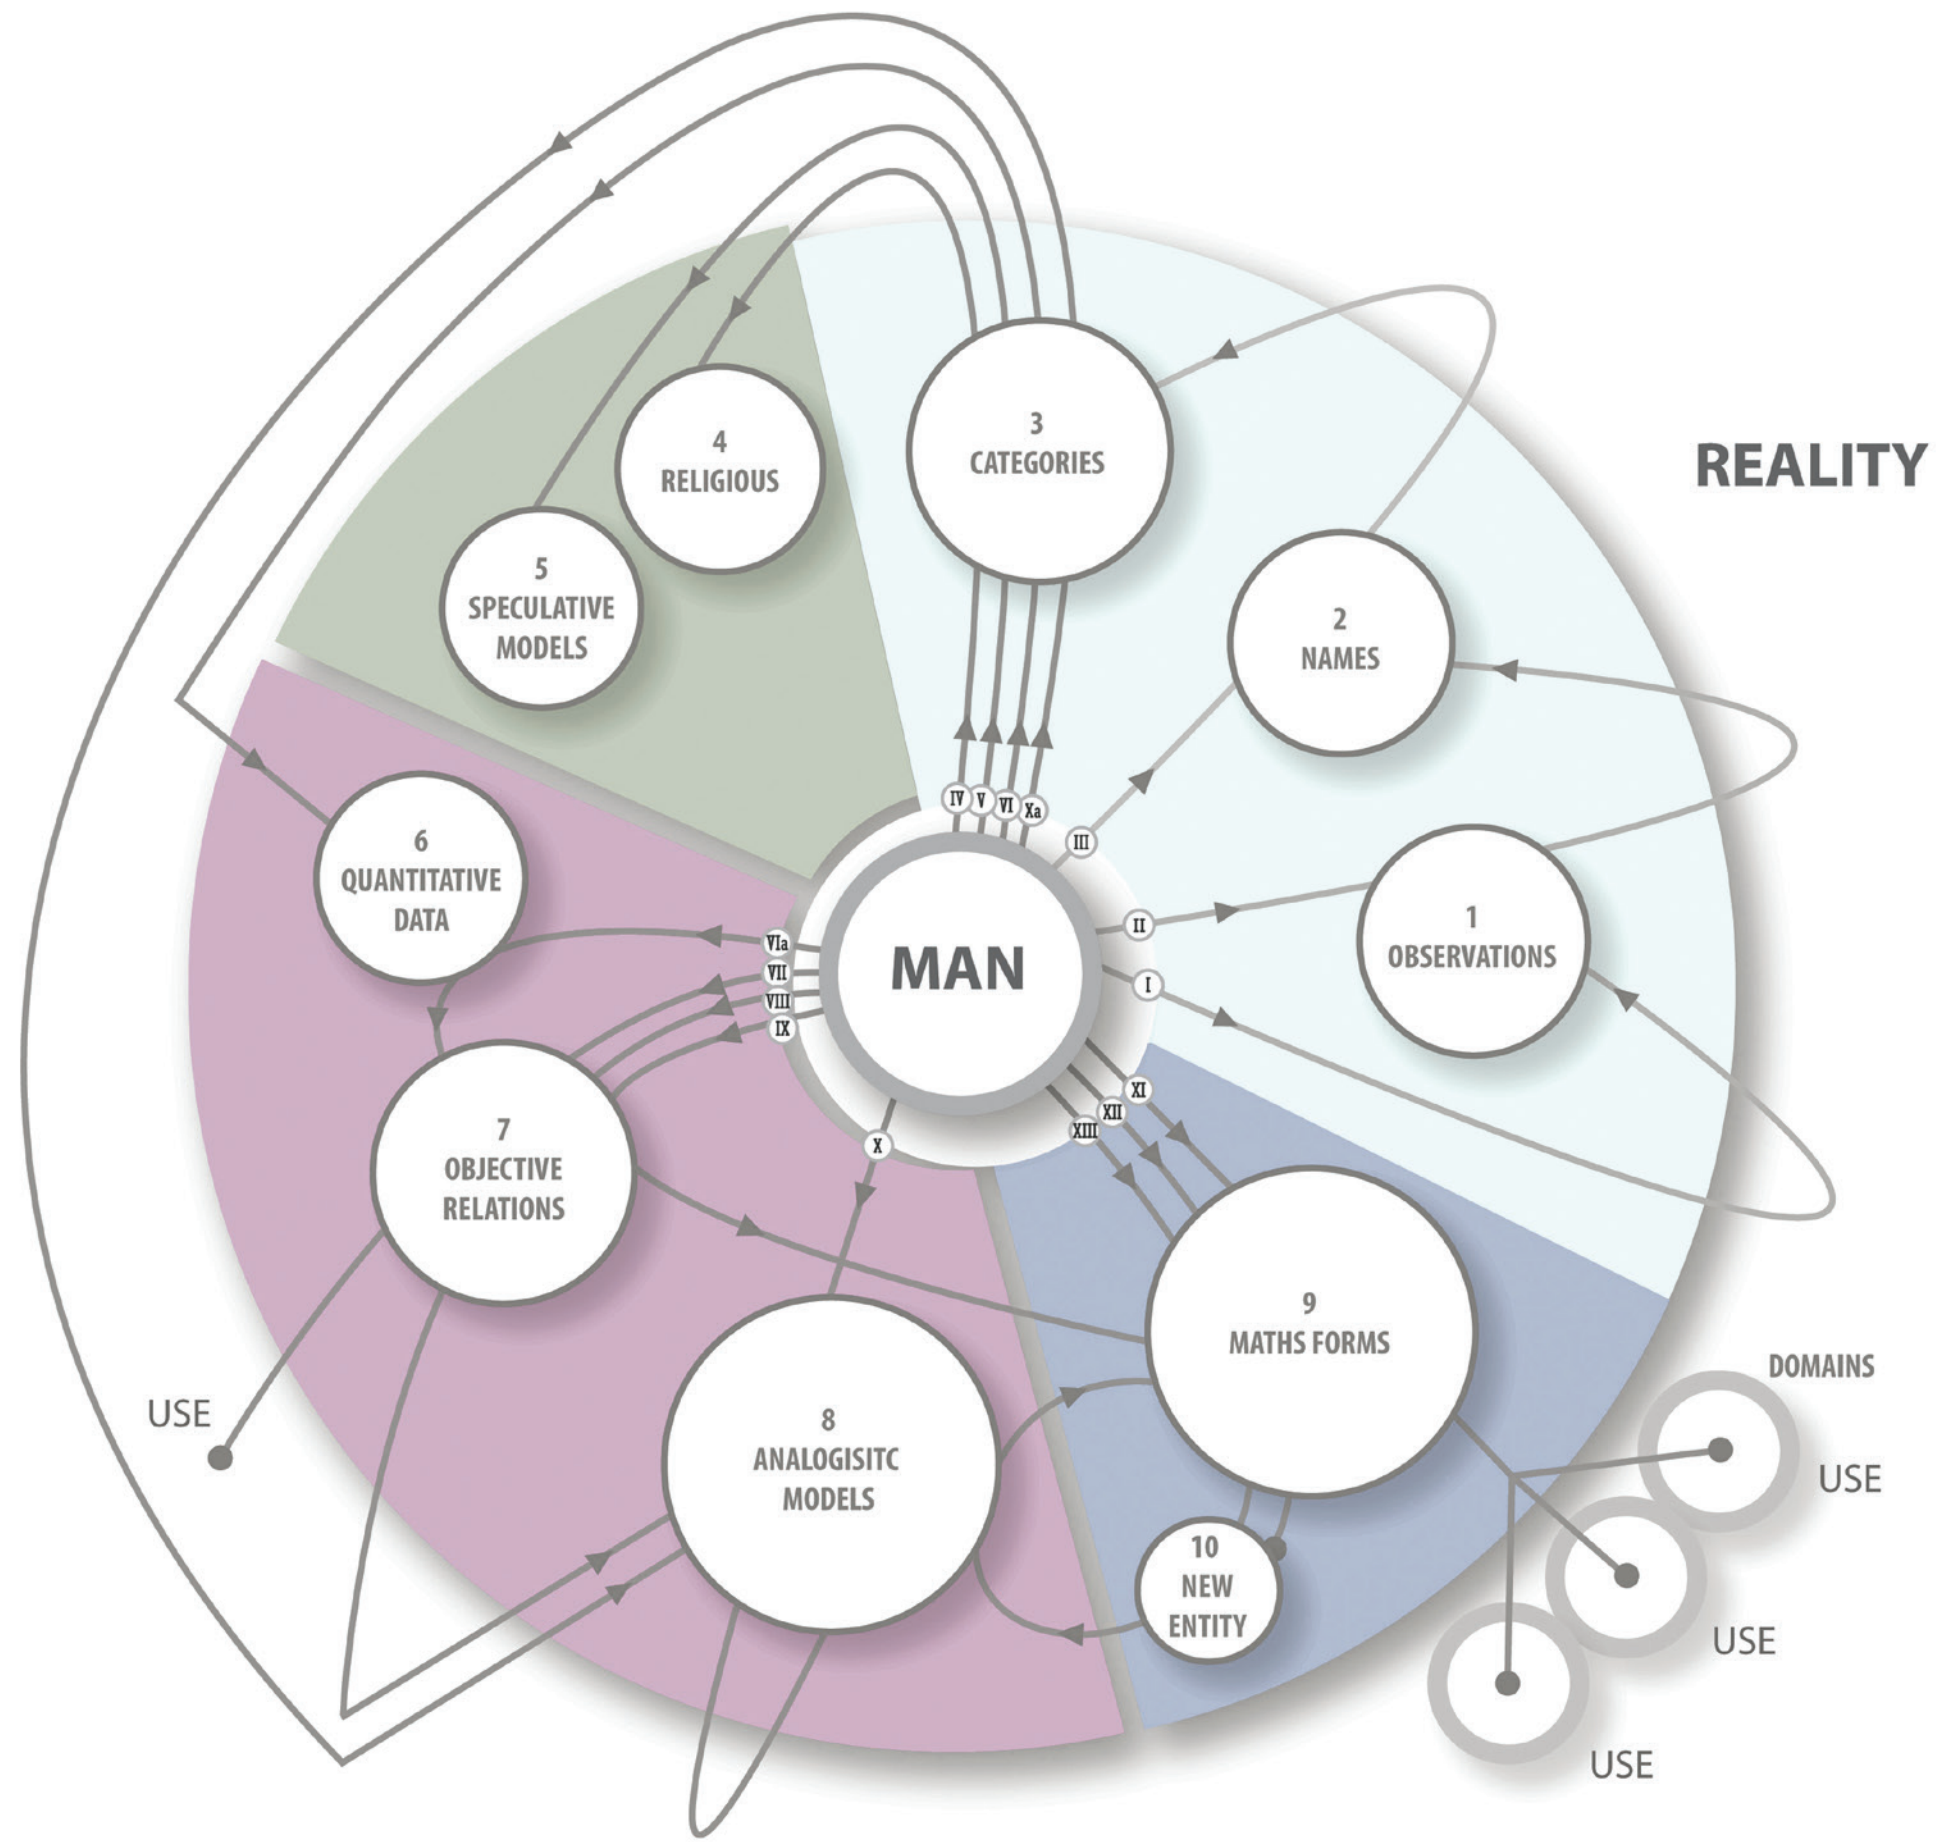 REALITY
3
CATEGORIES
4
RELIGIOUS
5
SPECULATIVE
MODELS
2
NAMES
1
OBSERVATIONS
IV
V
VI
Xa
III
II
I
MAN
6
QUANTITATIVE
DATA
VIa
VII
VIII
IX
X
XI
XII
XIII
7
OBJECTIVE
RELATIONS
8
ANALOGISITC
MODELS
9
MATHS FORMS
10
NEW
ENTITY
USE
DOMAINS
USE
USE
USE